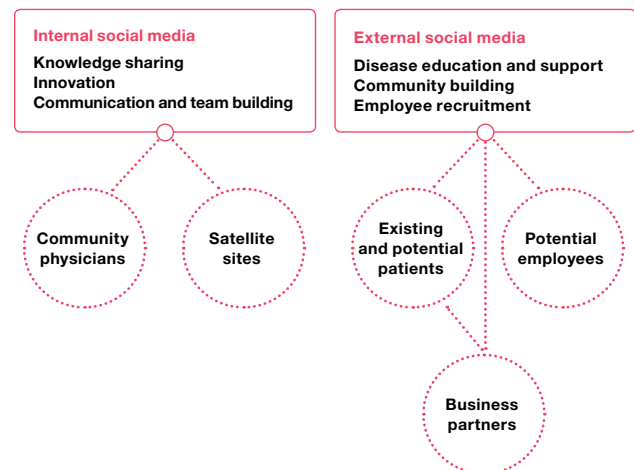 Internal social media
Knowledge sharing
Innovation
Communication and team building
External social media
Disease education and support
Community building
Employee recruitment
Community
physicians
Satellite
sites
Existing
and potential
patients
Potential
employees
Business
partners